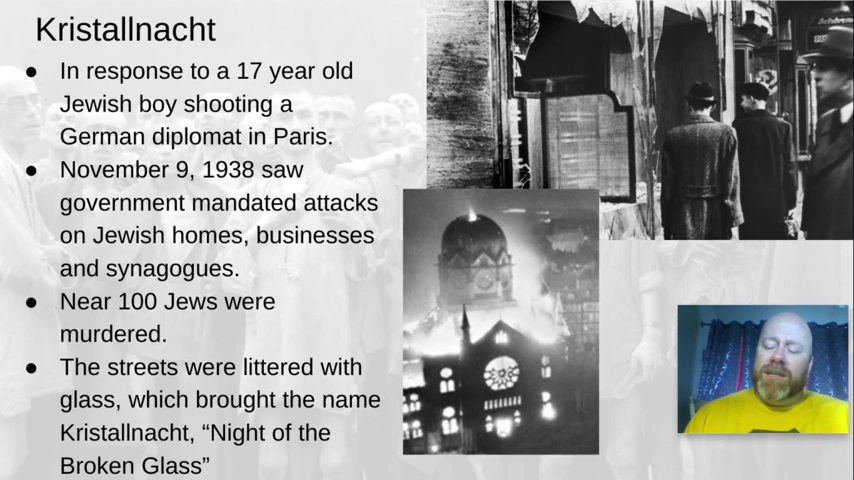 Kristallnacht
● In response to a 17 year old
Jewish boy shooting a
German diplomat in Paris.
● November 9, 1938 saw
government mandated attacks
on Jewish homes, businesses
and synagogues.
● Near 100 Jews were
murdered.
● The streets were littered with
glass, which brought the name
Kristallnacht, “Night of the
Broken Glass”